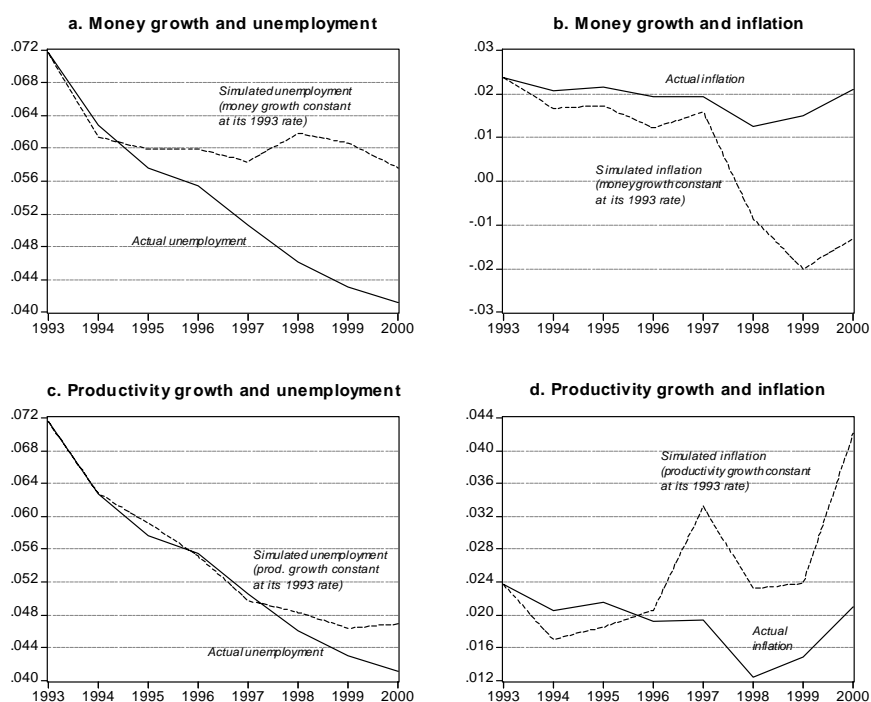 a. Money growth and unemployment
.072
.068
.064
.060
.056
.052
.048
.044
.040
Simulated unemployment
(money growth constant
at its 1993 rate)
Actual unemployment
1993 1994 1995 1996 1997 1998 1999 2000
b. Money growth and inflation
.03
.02
.01
.00
-.01
-.02
-.03
Actual inflation
Simulated inflation
(money growth constant
at its 1993 rate)
1993 1994 1995 1996 1997 1998 1999 2000
c. Productivity growth and unemployment
.072
.068
.064
.060
.056
.052
.048
.044
.040
Simulated unemployment
(prod. growth constant
at its 1993 rate)
Actual unemployment
1993 1994 1995 1996 1997 1998 1999 2000
d. Productivity growth and inflation
.044
.040
.036
.032
.028
.024
.020
.016
.012
Simulated inflation
(productivity growth constant
at its 1993 rate)
Actual
inflation
1993 1994 1995 1996 1997 1998 1999 2000